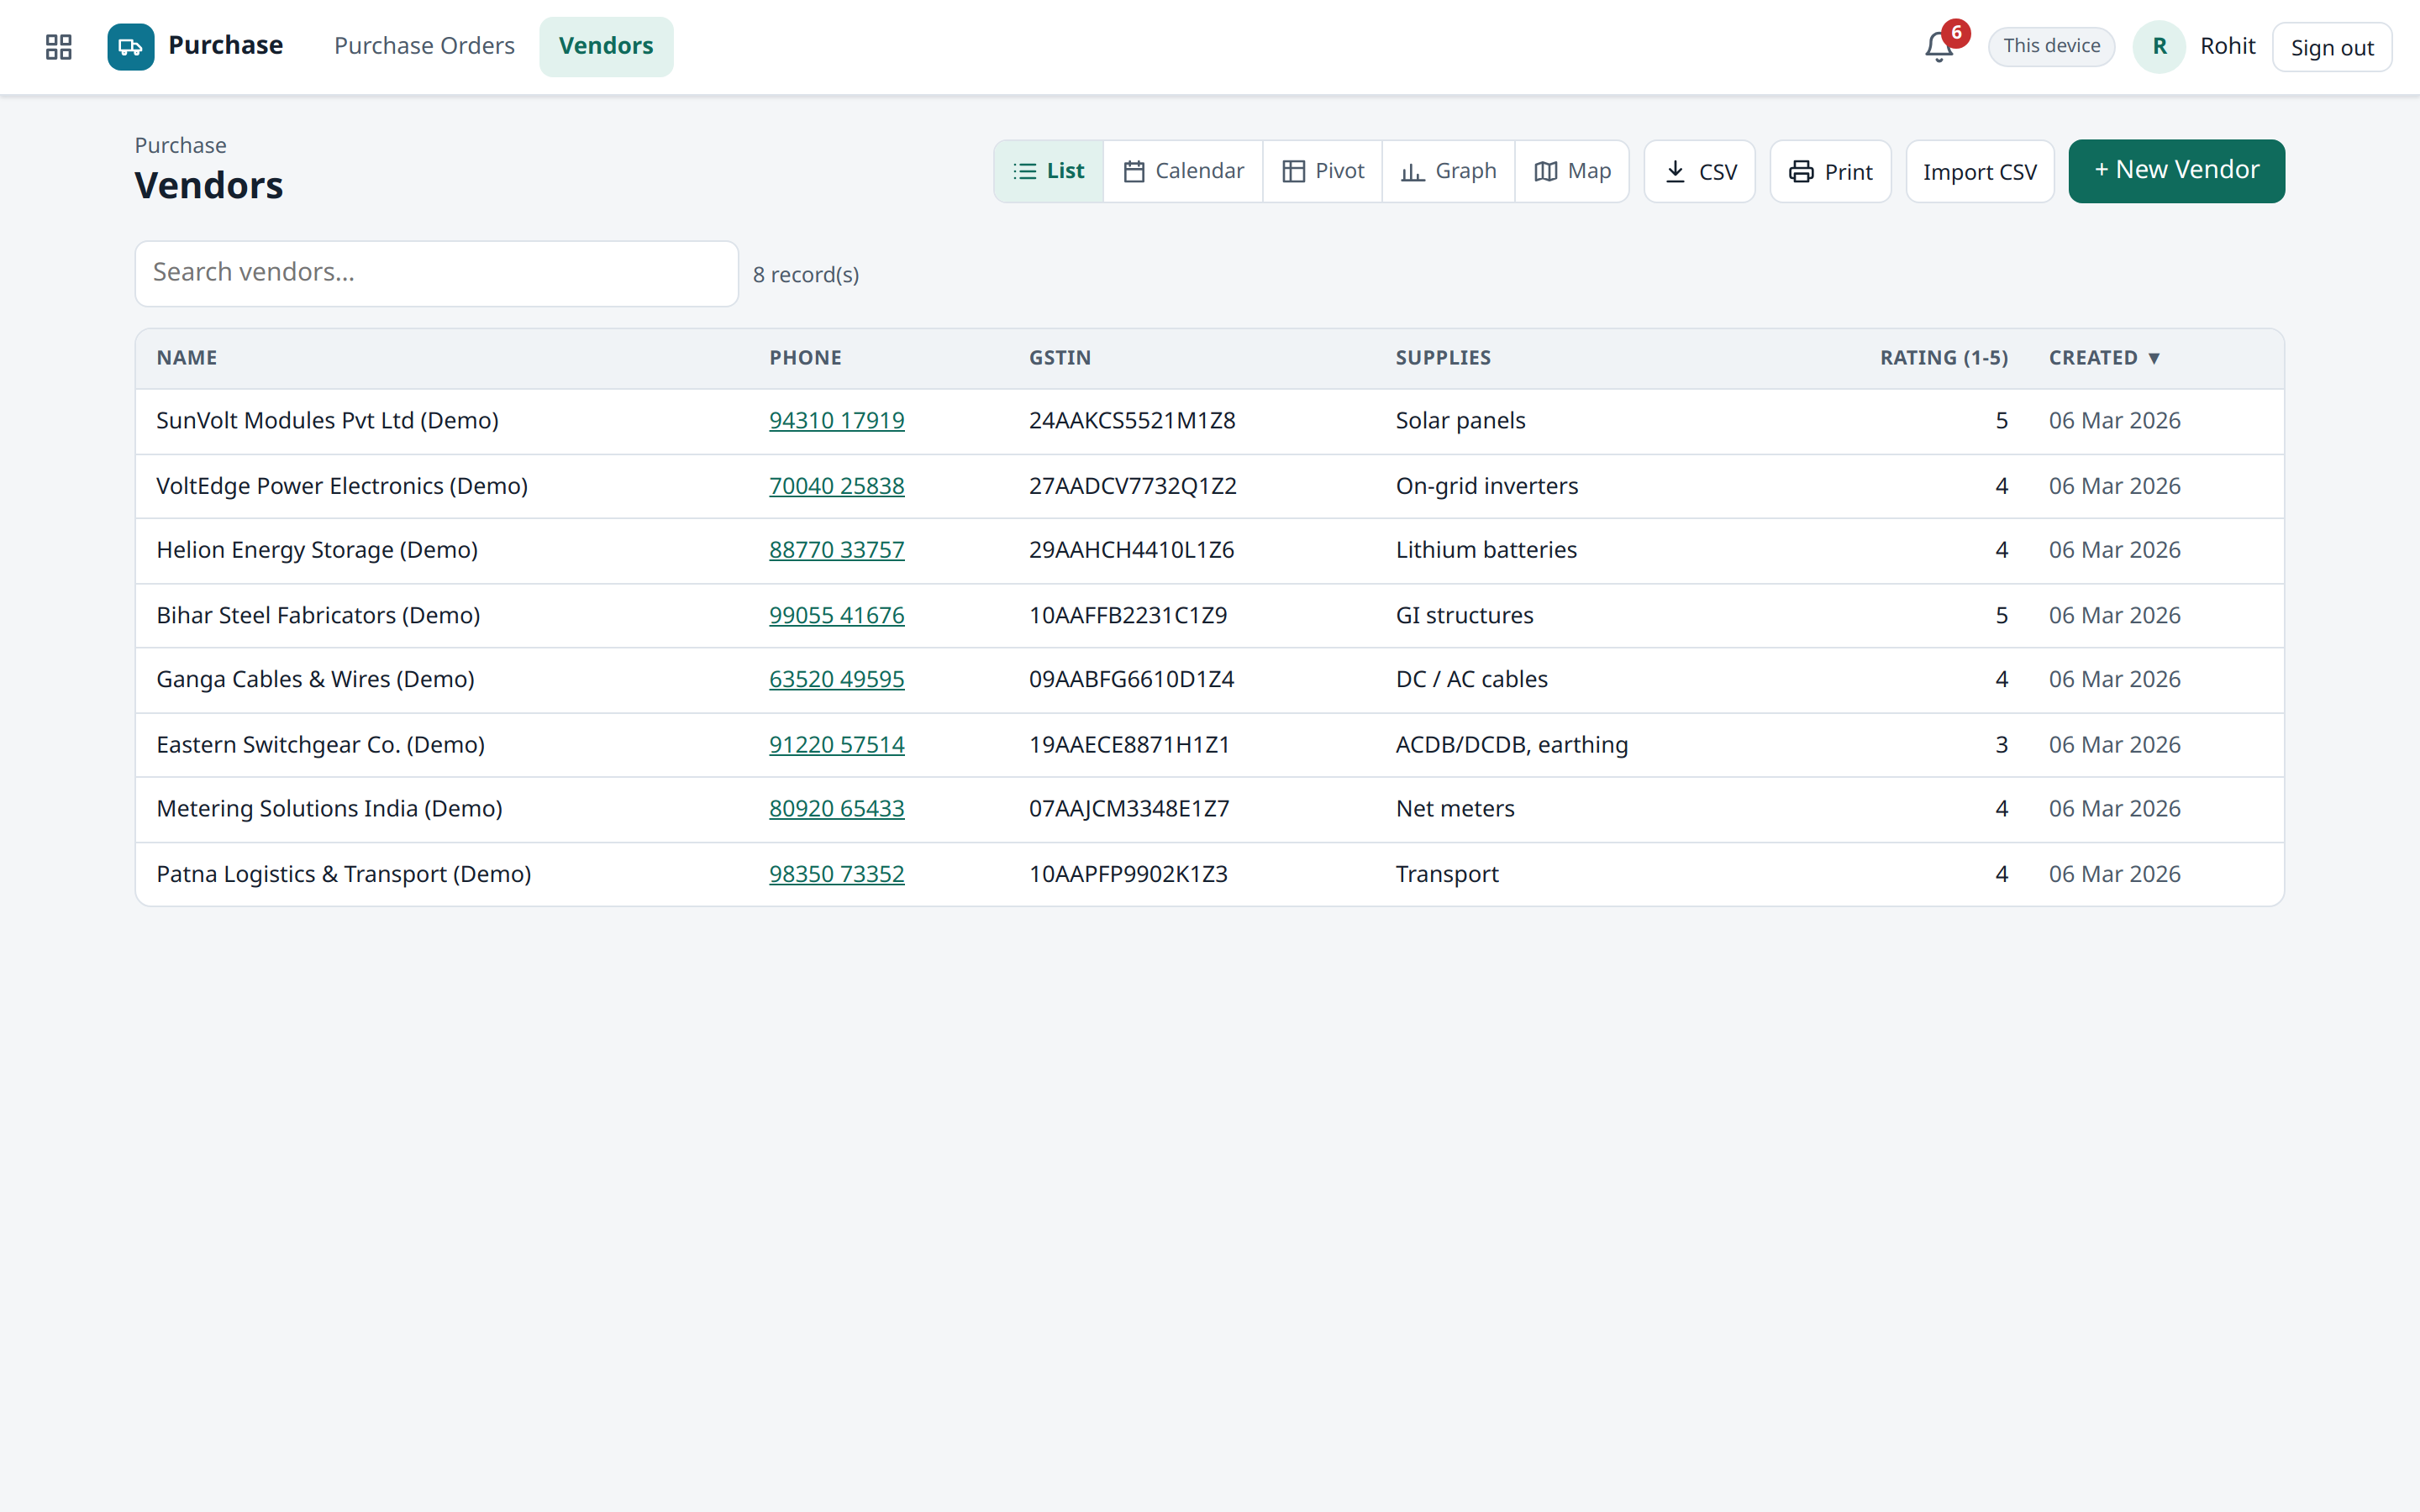 Purchase Purchase Orders Vendors 6 This device R Rohit Sign out
Purchase
Vendors
List Calendar Pivot Graph Map CSV Print Import CSV + New Vendor
Search vendors... 8 record(s)
NAME PHONE GSTIN SUPPLIES RATING (1-5) CREATED ▼
SunVolt Modules Pvt Ltd (Demo) 94310 17919 24AAKCS5521M1Z8 Solar panels 5 06 Mar 2026
VoltEdge Power Electronics (Demo) 70040 25838 27AADCV7732Q1Z2 On-grid inverters 4 06 Mar 2026
Helion Energy Storage (Demo) 88770 33757 29AAHCH4410L1Z6 Lithium batteries 4 06 Mar 2026
Bihar Steel Fabricators (Demo) 99055 41676 10AAFFB2231C1Z9 GI structures 5 06 Mar 2026
Ganga Cables & Wires (Demo) 63520 49595 09AABFG6610D1Z4 DC / AC cables 4 06 Mar 2026
Eastern Switchgear Co. (Demo) 91220 57514 19AAECE8871H1Z1 ACDB/DCDB, earthing 3 06 Mar 2026
Metering Solutions India (Demo) 80920 65433 07AAJCM3348E1Z7 Net meters 4 06 Mar 2026
Patna Logistics & Transport (Demo) 98350 73352 10AAPFP9902K1Z3 Transport 4 06 Mar 2026